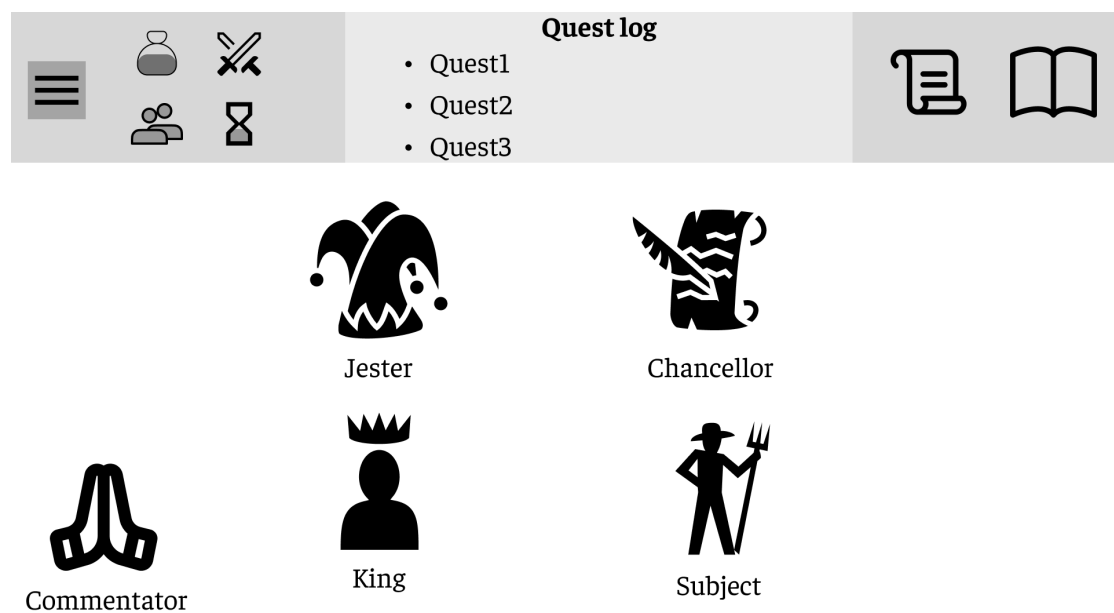 Quest log
• Quest1
• Quest2
• Quest3
Jester
Chancellor
King
Subject
Commentator